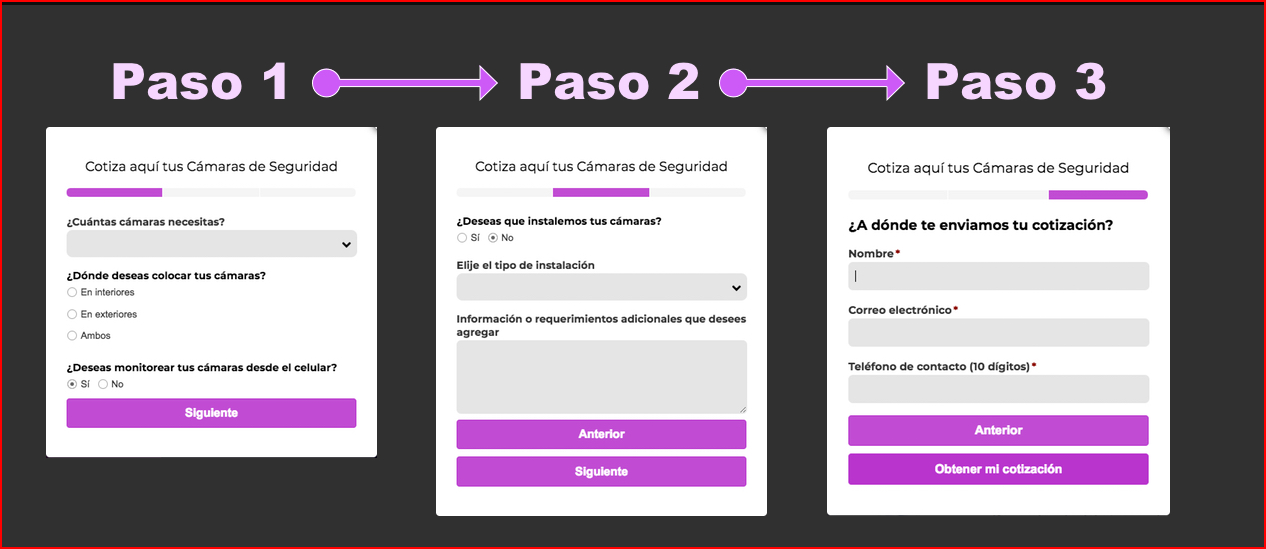 Paso 1
Paso 2
Paso 3
Cotiza aquí tus Cámaras de Seguridad
¿Cuántas cámaras necesitas?
¿Dónde deseas colocar tus cámaras?
En interiores
En exteriores
Ambos
¿Deseas monitorear tus cámaras desde el celular?
Sí No
Siguiente
Cotiza aquí tus Cámaras de Seguridad
¿Deseas que instalemos tus cámaras?
Sí No
Elije el tipo de instalación
Información o requerimientos adicionales que desees
agregar
Anterior
Siguiente
Cotiza aquí tus Cámaras de Seguridad
¿A dónde te enviamos tu cotización?
Nombre*
Correo electrónico*
Teléfono de contacto (10 dígitos)*
Anterior
Obtener mi cotización